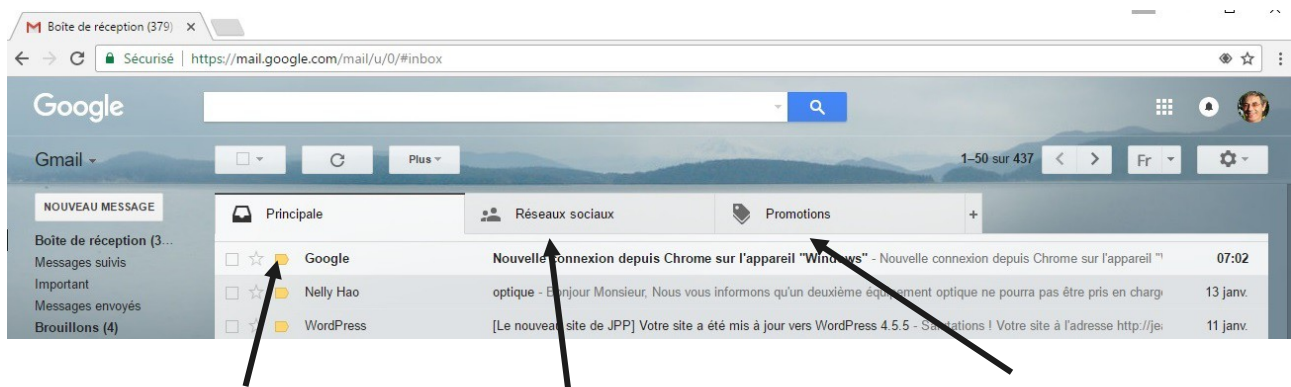 Boîte de réception (379)
Sécurisé https://mail.google.com/mail/u/0/#inbox
Google
Gmail Plus 1–50 sur 437 Fr
NOUVEAU MESSAGE Principale Réseaux sociaux Promotions +
Boîte de réception (3...
Google Nouvelle connexion depuis Chrome sur l'appareil "Windows" - Nouvelle connexion depuis Chrome sur l'appareil "\ 07:02
Messages suivis
Important
Nelly Hao optique - Bonjour Monsieur, Nous vous informons qu'un deuxième équipement optique ne pourra pas être pris en charg 13 janv.
Messages envoyés
Brouillons (4)
WordPress [Le nouveau site de JPP] Votre site a été mis à jour vers WordPress 4.5.5 - Salutations ! Votre site à l'adresse http://je 11 janv.